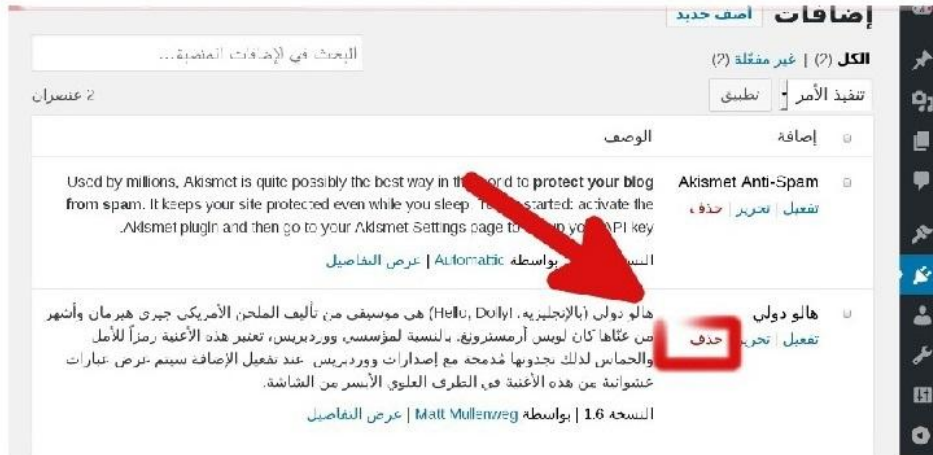 إضافات أضف جديد
الكل (2) | غير مفعّلة (2)
البحث في الإضافات المنصبة...
تنفيذ الأمر تطبيق
2 عنصران
إضافة الوصف
Akismet Anti-Spam
تفعيل | تحرير | حذف
Used by millions, Akismet is quite possibly the best way in the world to protect your blog
from spam. It keeps your site protected even while you sleep. To get started: activate the
Akismet plugin and then go to your Akismet Settings page to set up your API key.
بواسطة Automattic | عرض التفاصيل
هالو دولي
تفعيل | تحرير | حذف
هالو دولي (بالإنجليزية: Hello, Dolly!) هي موسيقى من تأليف الملحن الأمريكي جيري هيرمان وأشهر
من غنّاها كان لويس أرمسترونغ. بالنسبة لمؤسسي ووردبريس، تعتبر هذه الأغنية رمزاً للأمل
والحماس لذلك تجدونها مُدمجة مع إصدارات ووردبريس. عند تفعيل الإضافة سيتم عرض عبارات
عشوائية من هذه الأغنية في الطرف العلوي الأيسر من الشاشة.
النسخة 1.6 | بواسطة Matt Mullenweg | عرض التفاصيل